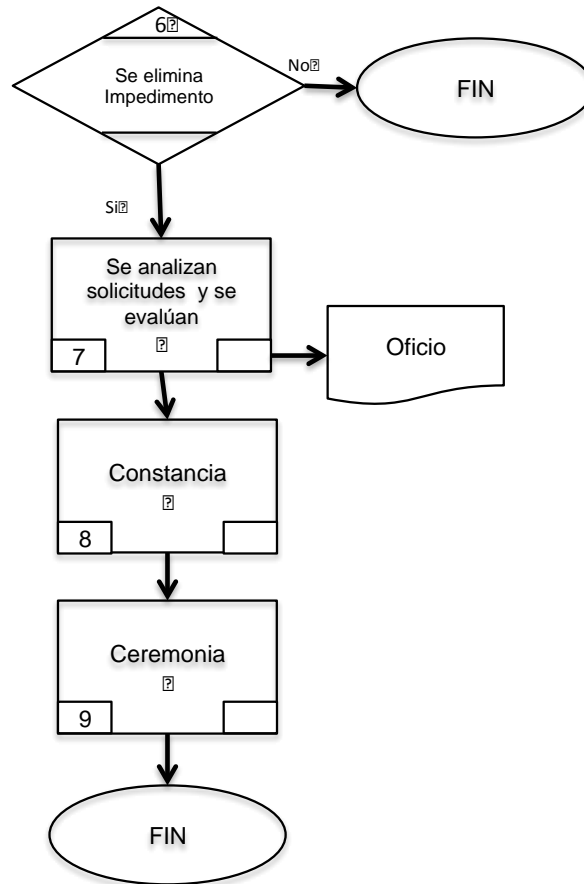 6
Se elimina
Impedimento
No
FIN
Si
Se analizan
solicitudes y se
evalúan
7
Oficio
Constancia
8
Ceremonia
9
FIN